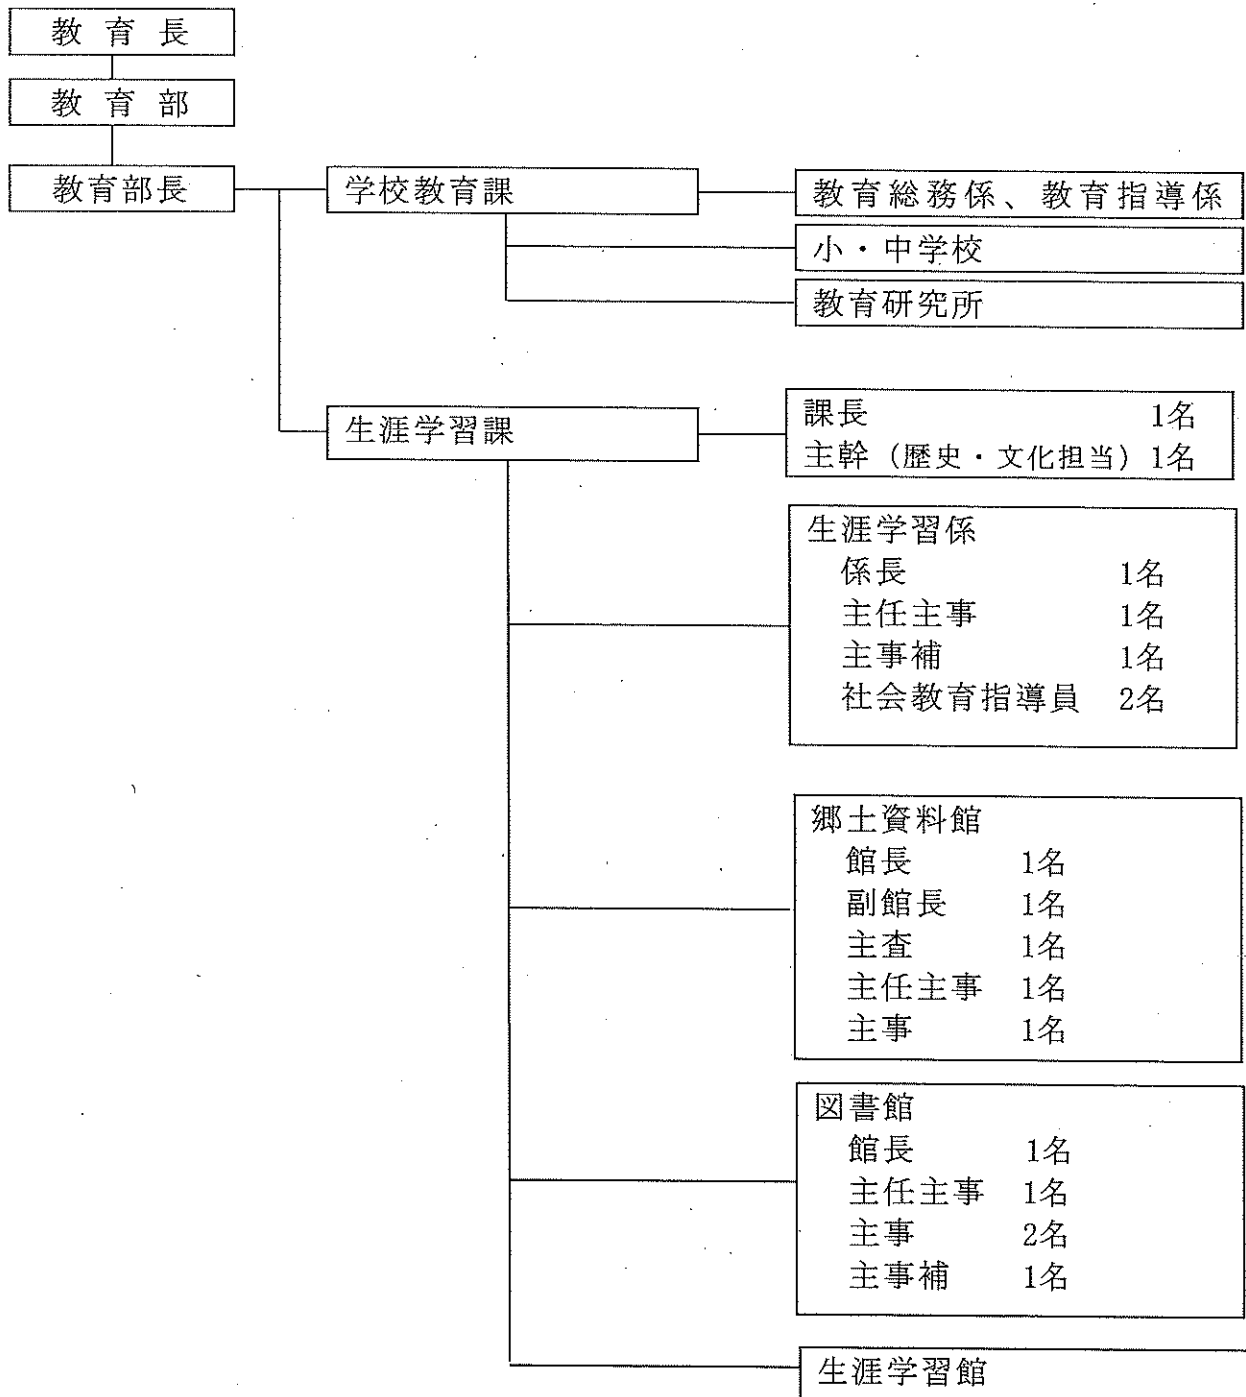 教育長
教育部
教育部長
学校教育課
教育総務係、教育指導係
小・中学校
教育研究所
生涯学習課
課長 1名
主幹(歴史・文化担当)1名
生涯学習係
係長 1名
主任主事 1名
主事補 1名
社会教育指導員 2名
郷土資料館
館長 1名
副館長 1名
主査 1名
主任主事 1名
主事 1名
図書館
館長 1名
主任主事 1名
主事 2名
主事補 1名
生涯学習館